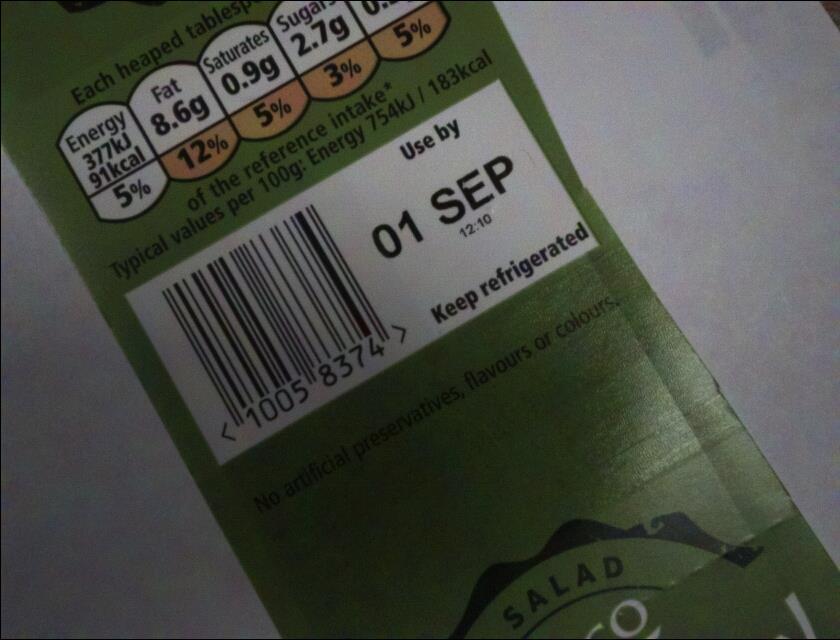 Each heaped
Energy
377kJ
91kcal
5%
Fat
8.6g
12%
Saturates
0.9g
5%
Sugars
2.7g
3%
5%
of the reference intake*
Typical values per 100g: Energy 754kJ / 183kcal
Use by
01 SEP
12:10
Keep refrigerated
< 1005 8374 >
No artificial preservatives, flavours or colours.
SALAD